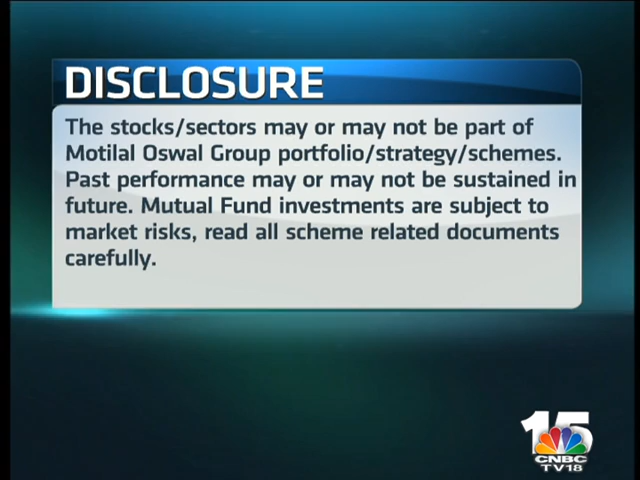 DISCLOSURE
The stocks/sectors may or may not be part of
Motilal Oswal Group portfolio/strategy/schemes.
Past performance may or may not be sustained in
future. Mutual Fund investments are subject to
market risks, read all scheme related documents
carefully.
15
CNBC
TV18